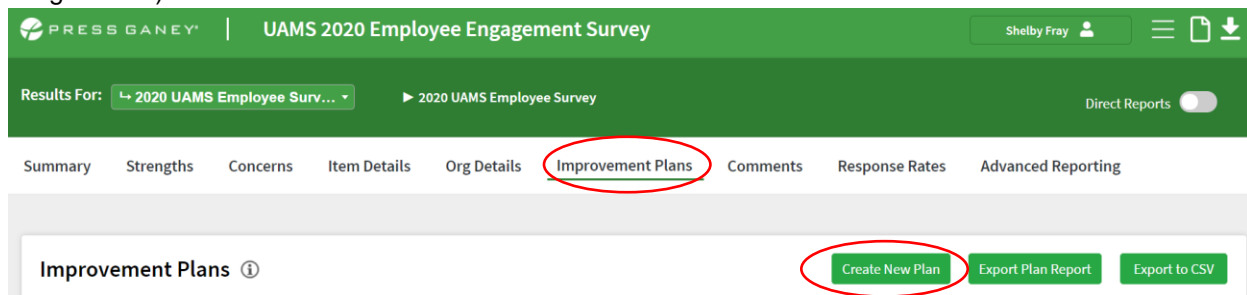 PRESS GANEY® UAMS 2020 Employee Engagement Survey Shelby Fray
Results For: 2020 UAMS Employee Surv... 2020 UAMS Employee Survey Direct Reports
Summary Strengths Concerns Item Details Org Details Improvement Plans Comments Response Rates Advanced Reporting
Improvement Plans Create New Plan Export Plan Report Export to CSV